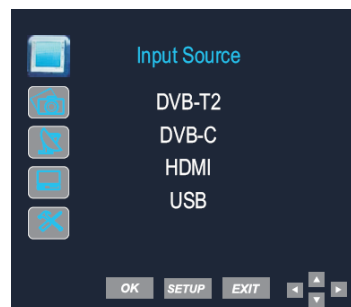 Input Source
DVB-T2
DVB-C
HDMI
USB
OK SETUP EXIT